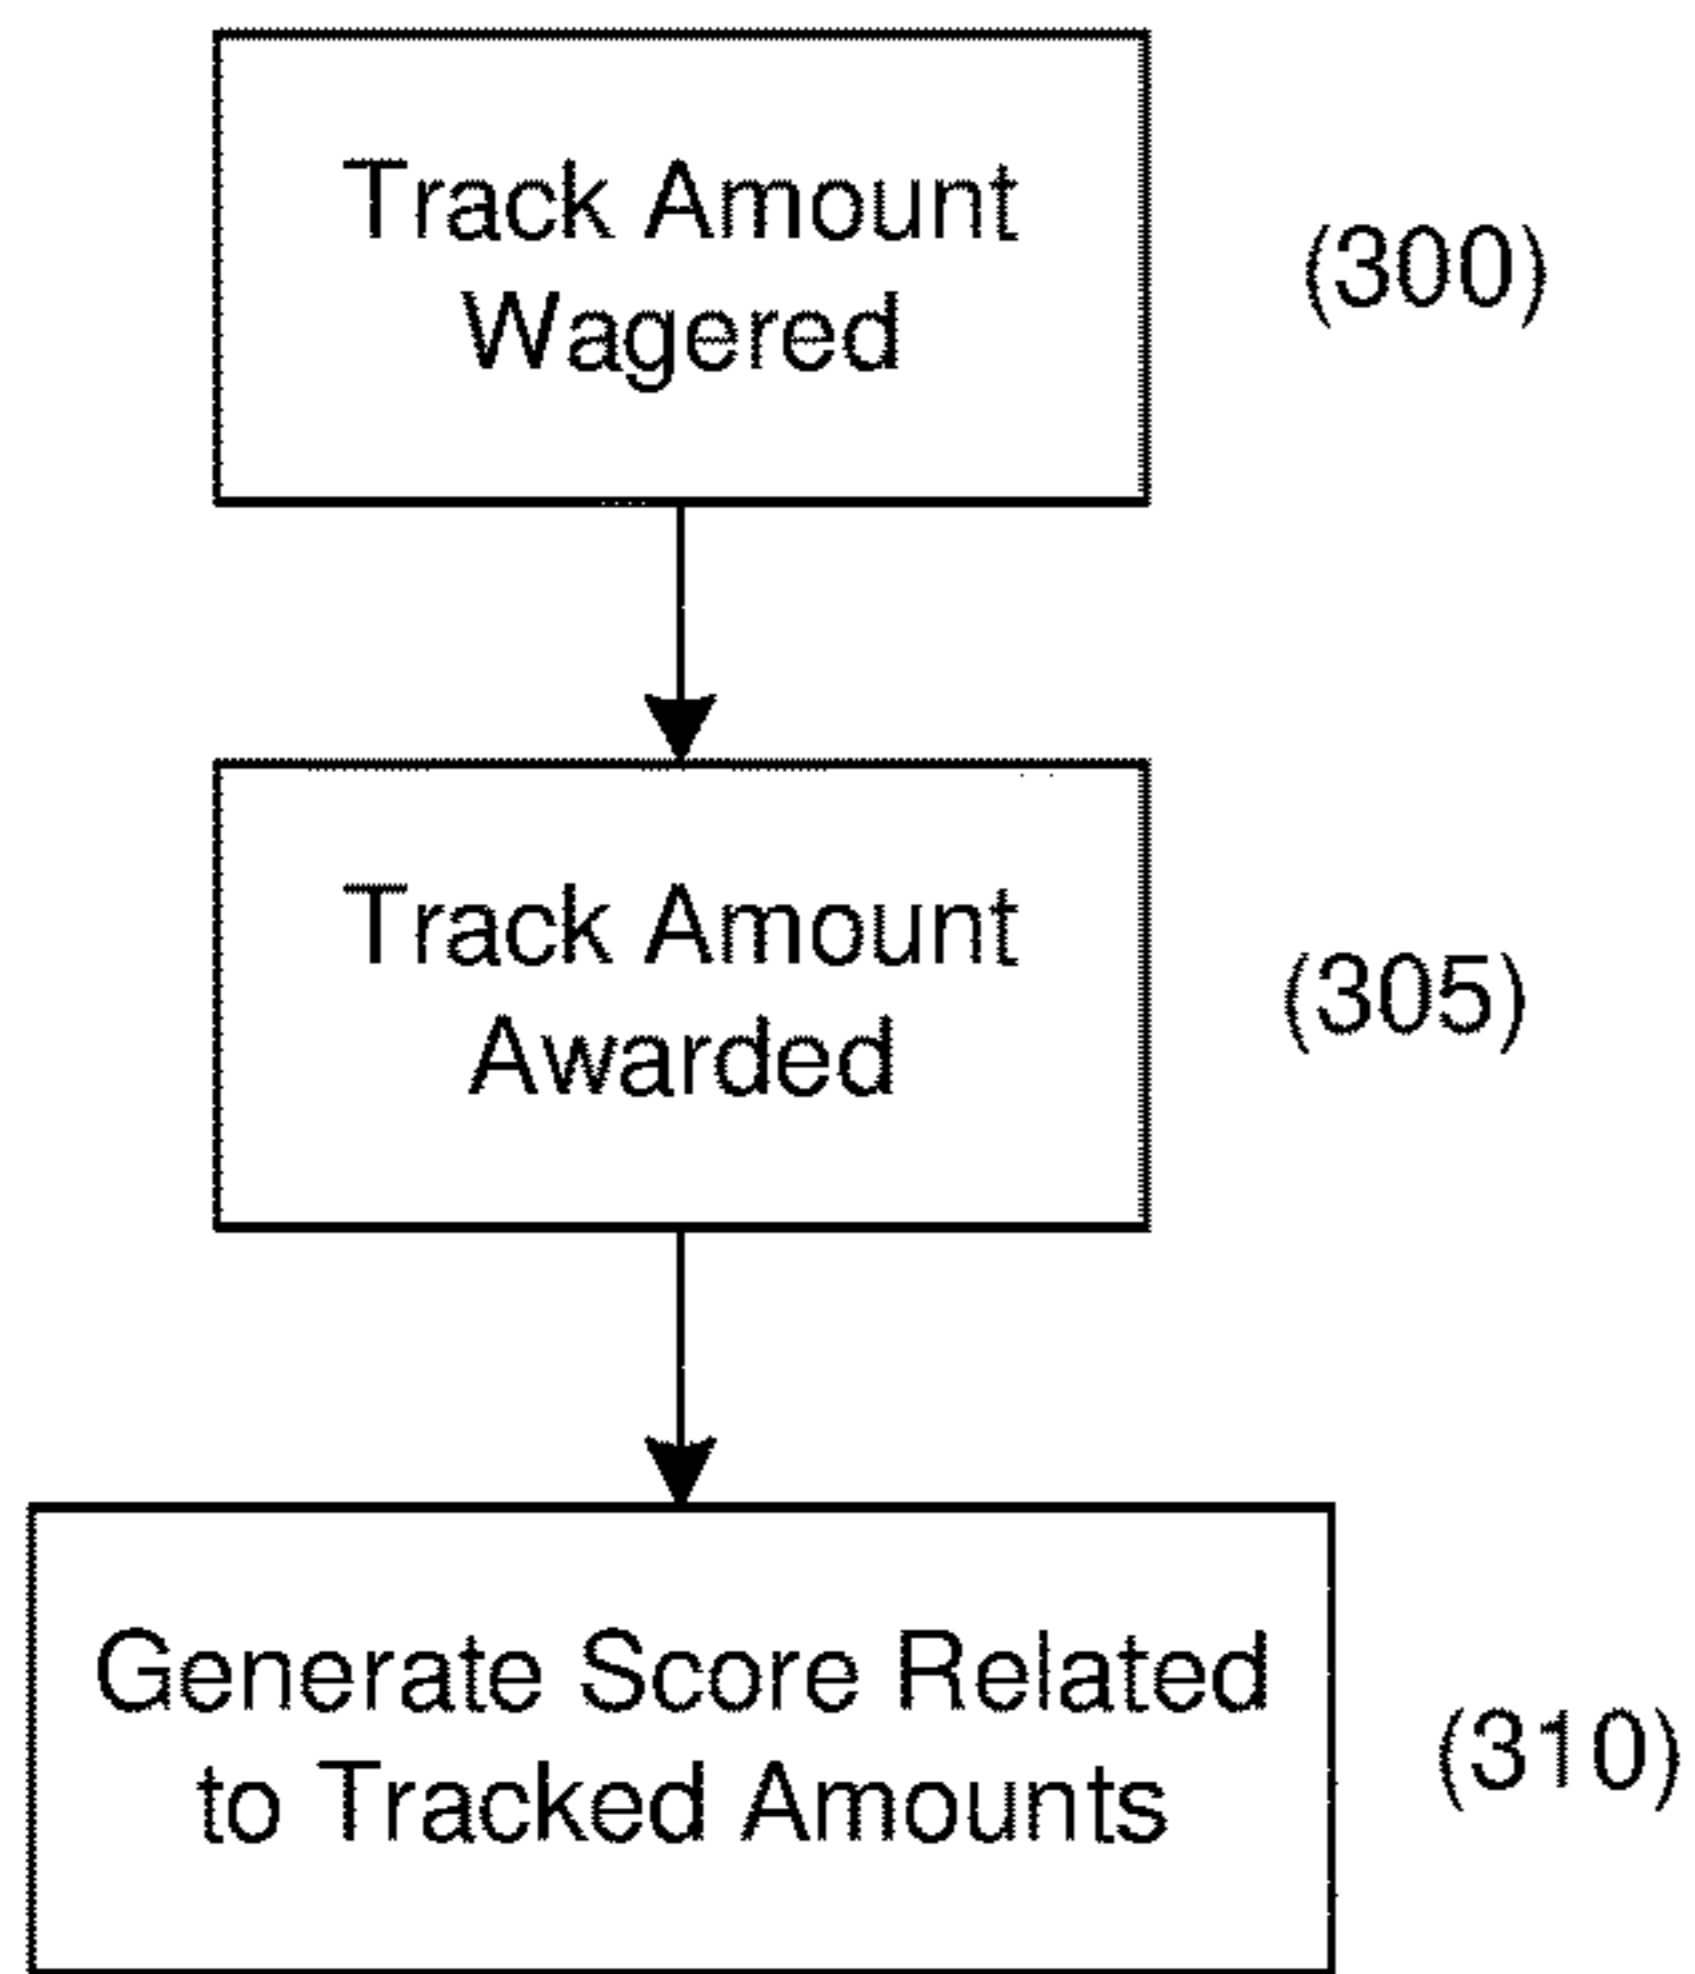 Track Amount
Wagered
(300)
Track Amount
Awarded
(305)
Generate Score Related
to Tracked Amounts
(310)